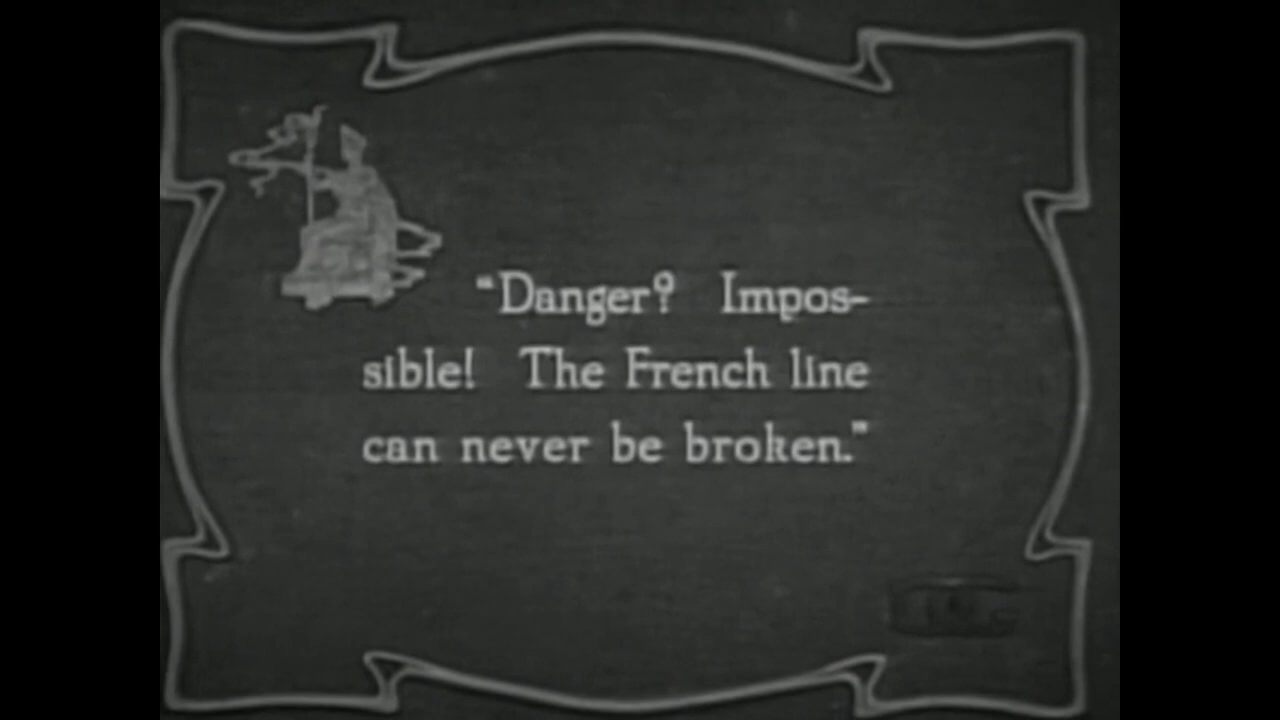 “Danger? Impos-
sible! The French line
can never be broken.”